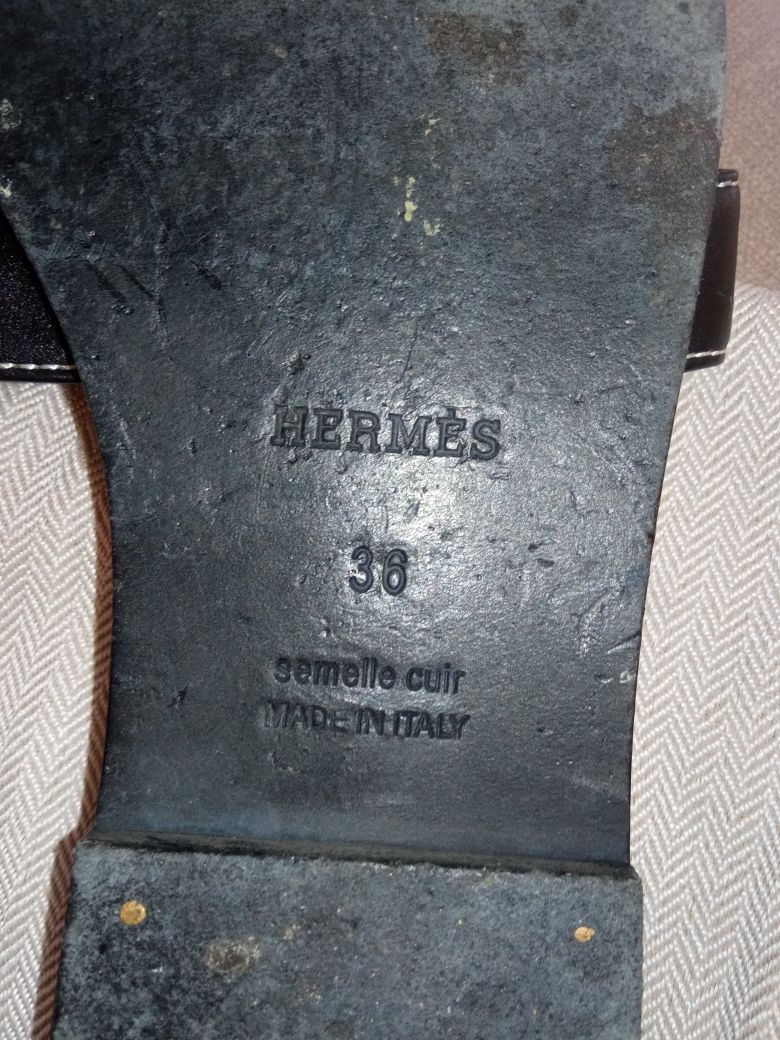 HERMÈS
36
semelle cuir
MADE IN ITALY